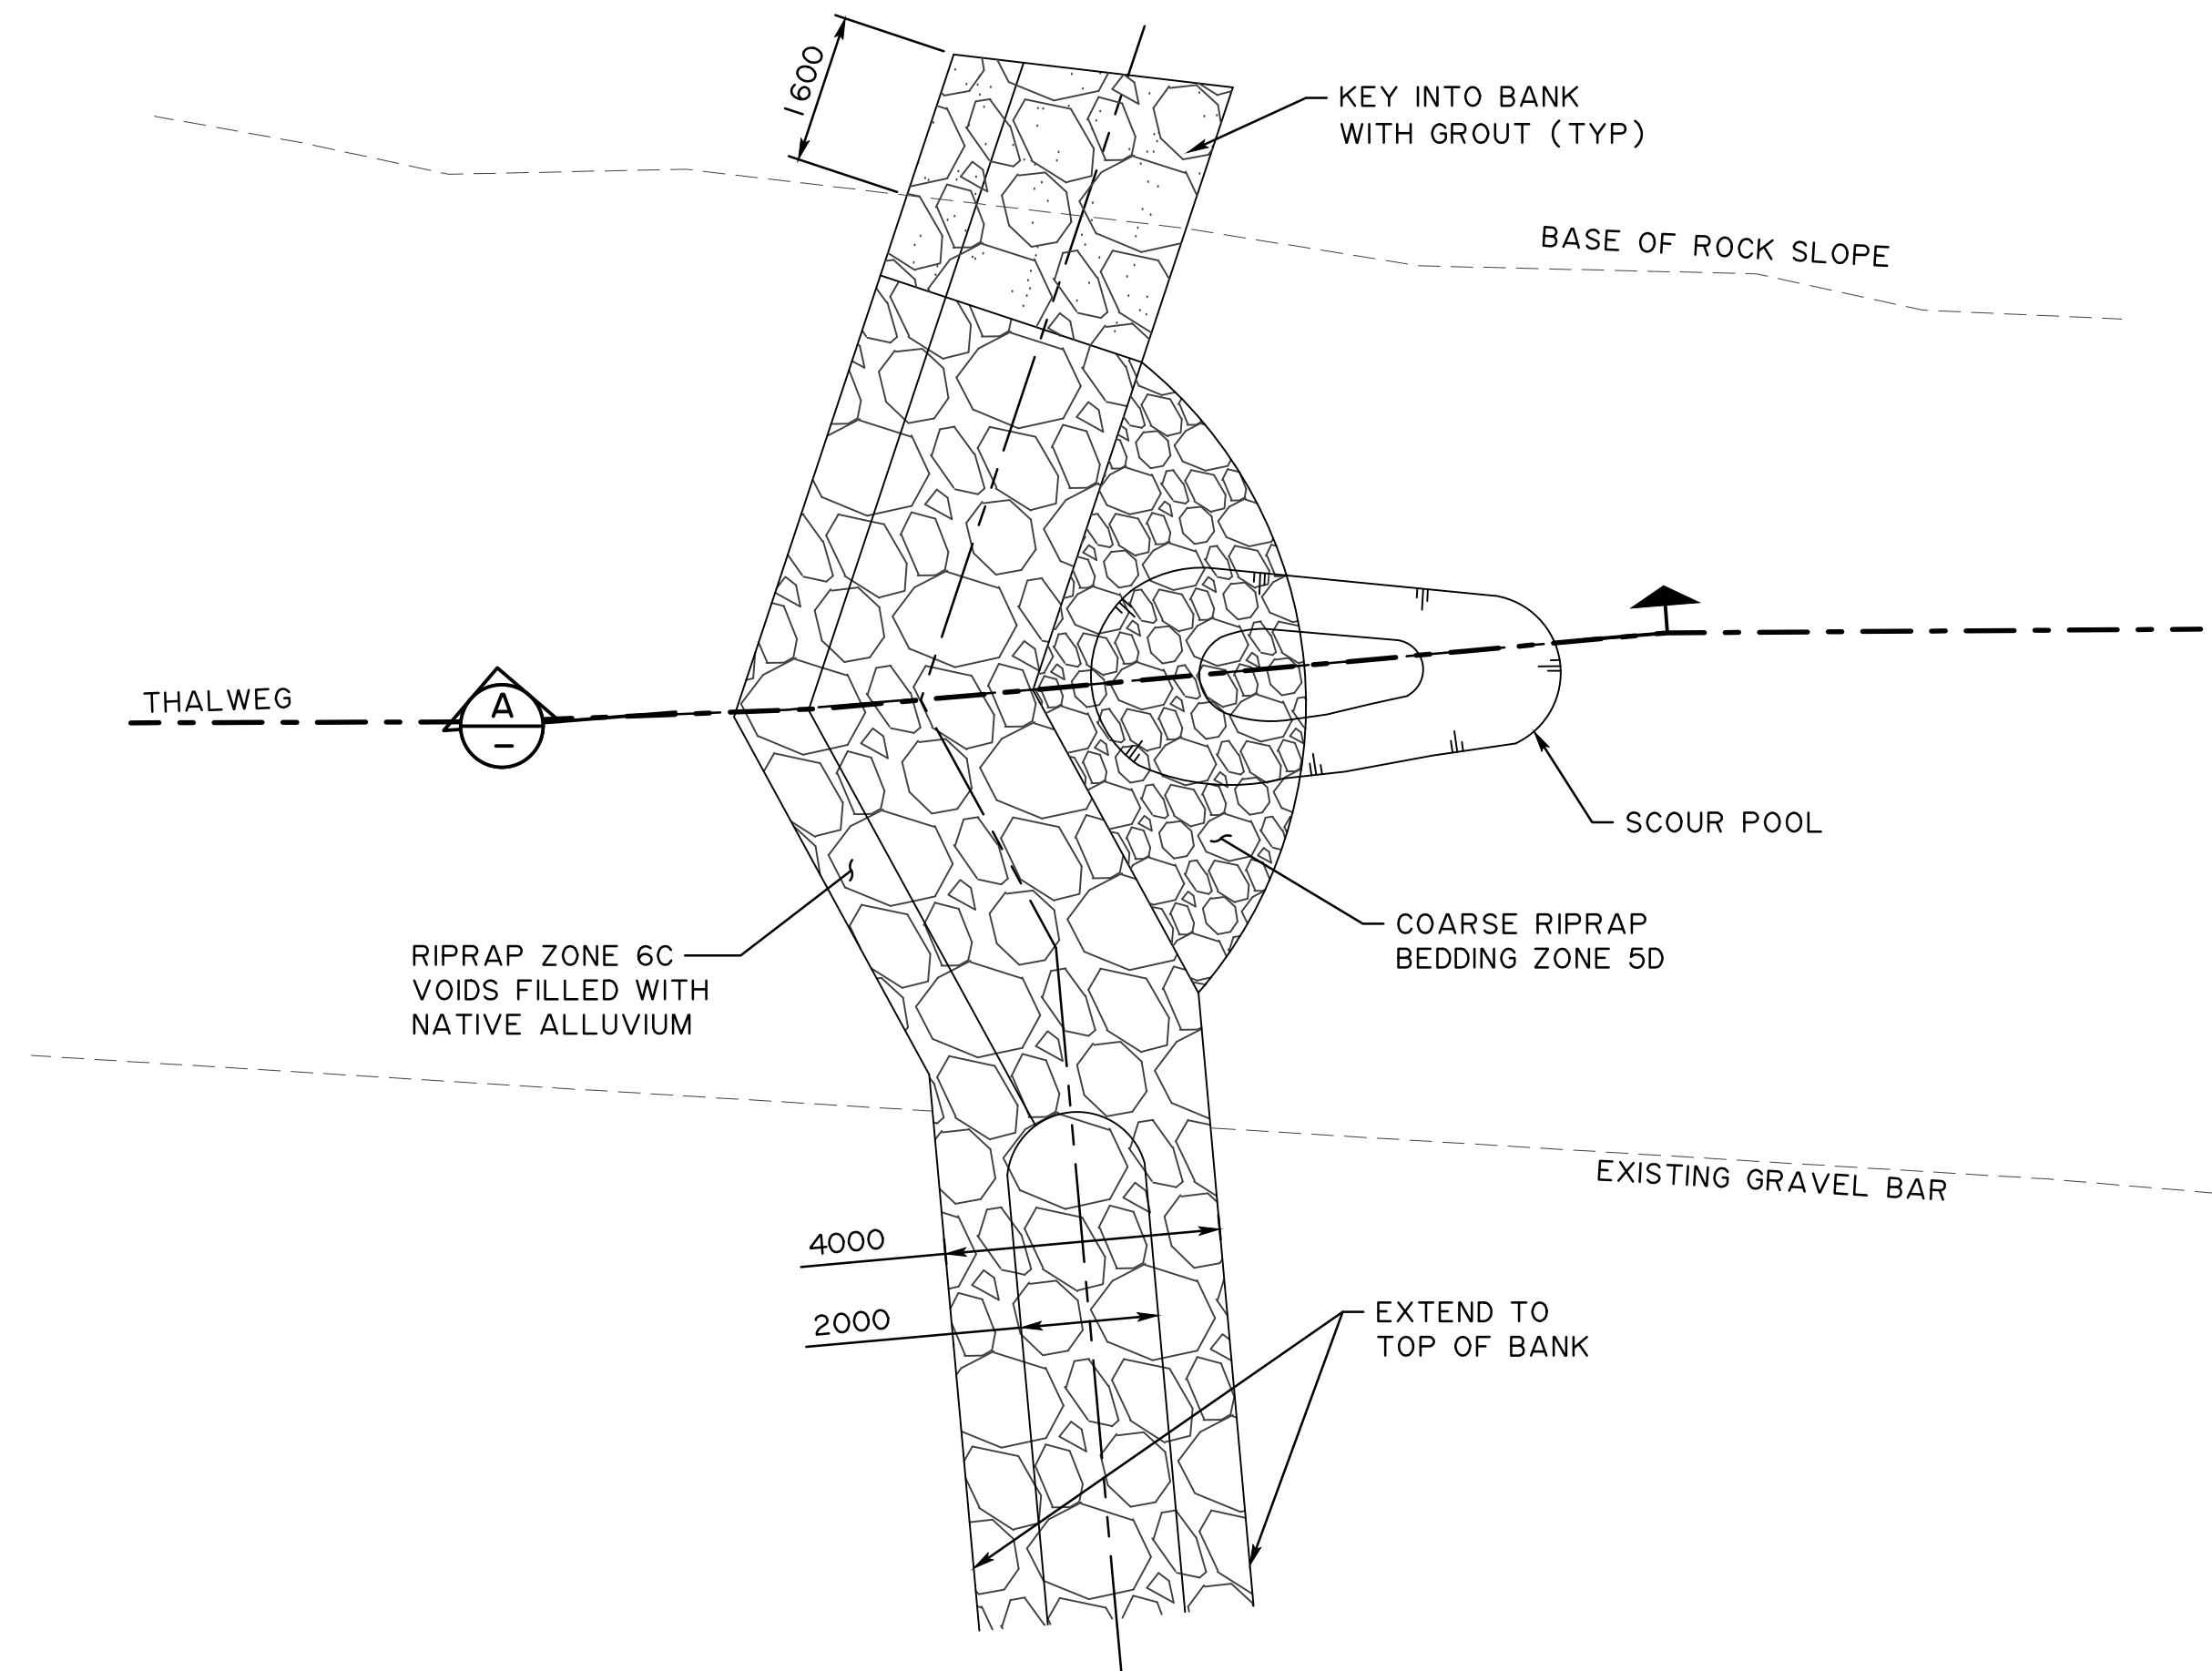 1600
KEY INTO BANK
WITH GROUT (TYP)
BASE OF ROCK SLOPE
THALWEG
A
–
SCOUR POOL
COARSE RIPRAP
BEDDING ZONE 5D
RIPRAP ZONE 6C
VOIDS FILLED WITH
NATIVE ALLUVIUM
EXISTING GRAVEL BAR
4000
2000
EXTEND TO
TOP OF BANK